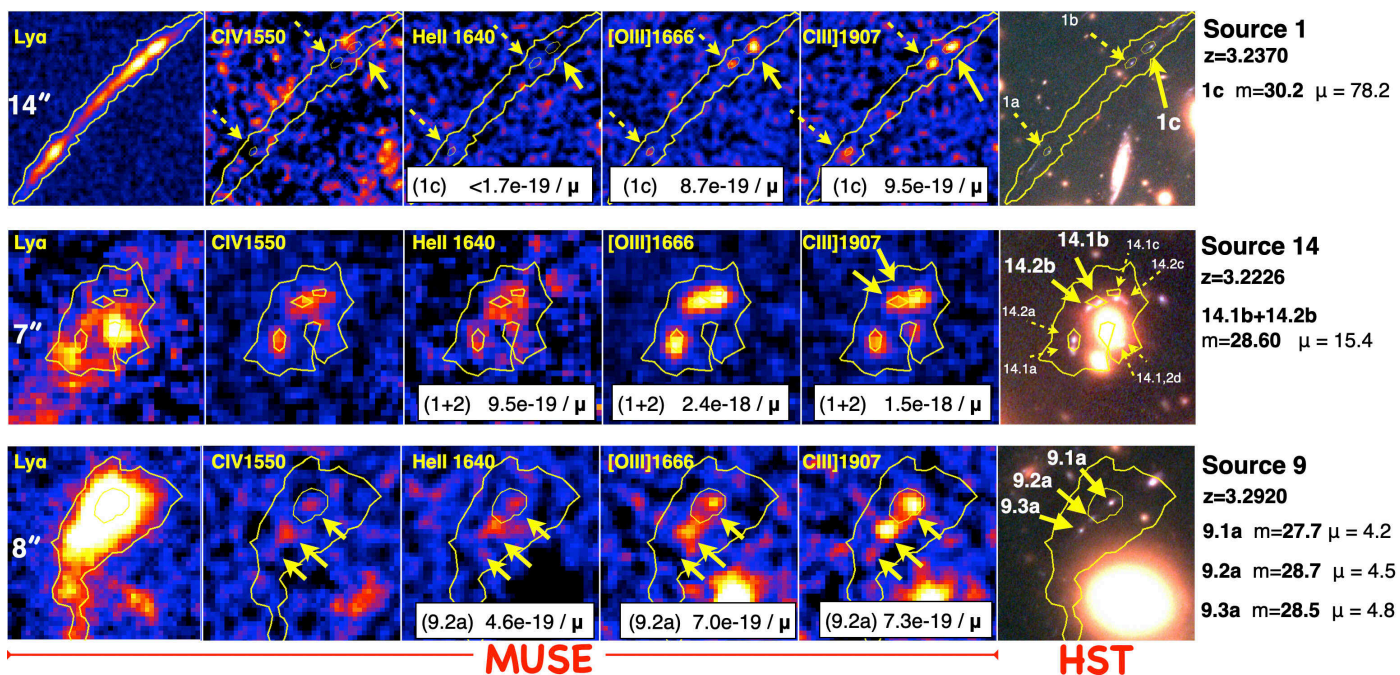 Lyα
CIV1550
HeII 1640
[OIII]1666
CIII]1907
14″
(1c) <1.7e-19 / μ
(1c) 8.7e-19 / μ
(1c) 9.5e-19 / μ
1b
1a
1c
Source 1
z=3.2370
1c m=30.2 μ = 78.2
Lyα
CIV1550
HeII 1640
[OIII]1666
CIII]1907
7″
(1+2) 9.5e-19 / μ
(1+2) 2.4e-18 / μ
(1+2) 1.5e-18 / μ
14.1b
14.1c
14.2b
14.2c
14.2a
14.1a
14.1,2d
Source 14
z=3.2226
14.1b+14.2b
m=28.60 μ = 15.4
Lyα
CIV1550
HeII 1640
[OIII]1666
CIII]1907
8″
(9.2a) 4.6e-19 / μ
(9.2a) 7.0e-19 / μ
(9.2a) 7.3e-19 / μ
9.1a
9.2a
9.3a
Source 9
z=3.2920
9.1a m=27.7 μ = 4.2
9.2a m=28.7 μ = 4.5
9.3a m=28.5 μ = 4.8
MUSE
HST